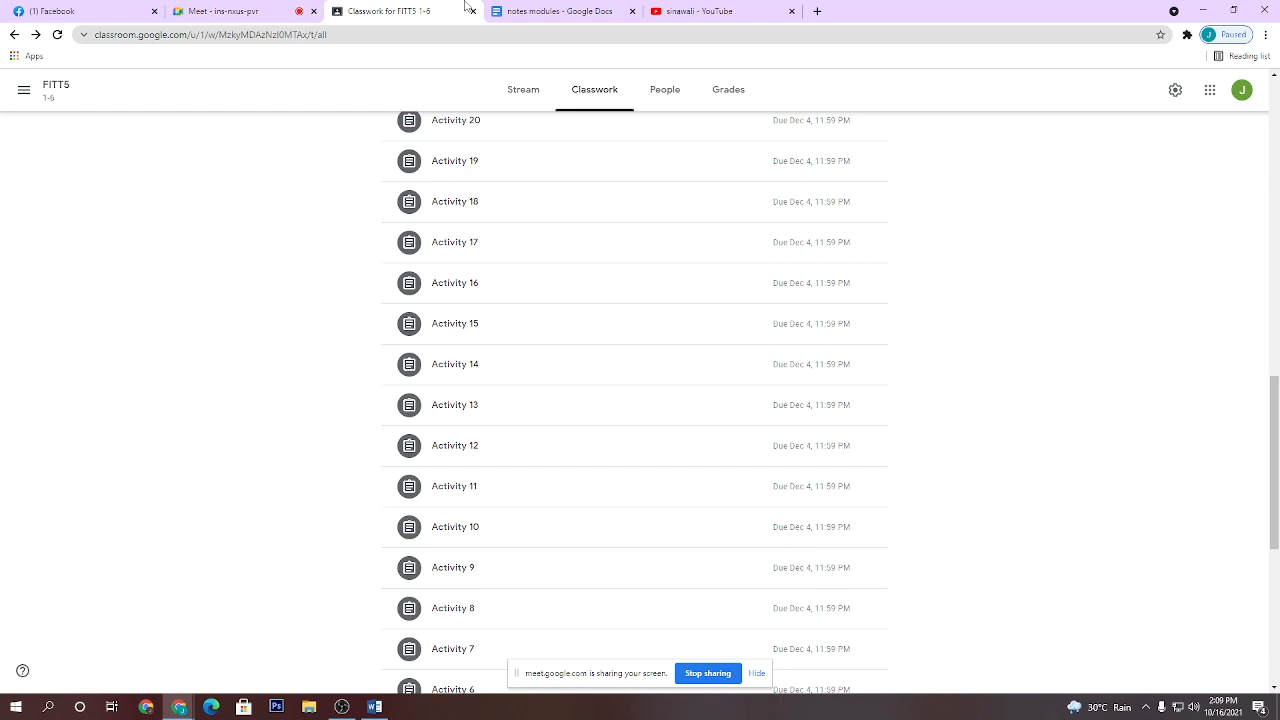 (1) Facebook
Meet - ins-nxus-pvr
Classwork for FITT5 1-6
notes modules - Google Docs
sinawali - YouTube
classroom.google.com/u/1/w/MzkyMDAzNzI0MTAx/t/all
J
Paused
Apps
Reading list
FITT5
1-6
Stream
Classwork
People
Grades
J
Activity 20
Due Dec 4, 11:59 PM
Activity 19
Due Dec 4, 11:59 PM
Activity 18
Due Dec 4, 11:59 PM
Activity 17
Due Dec 4, 11:59 PM
Activity 16
Due Dec 4, 11:59 PM
Activity 15
Due Dec 4, 11:59 PM
Activity 14
Due Dec 4, 11:59 PM
Activity 13
Due Dec 4, 11:59 PM
Activity 12
Due Dec 4, 11:59 PM
Activity 11
Due Dec 4, 11:59 PM
Activity 10
Due Dec 4, 11:59 PM
Activity 9
Due Dec 4, 11:59 PM
Activity 8
Due Dec 4, 11:59 PM
Activity 7
Due Dec 4, 11:59 PM
Activity 6
Due Dec 4, 11:59 PM
meet.google.com is sharing your screen.
Stop sharing
Hide
30°C Rain
2:09 PM
10/16/2021